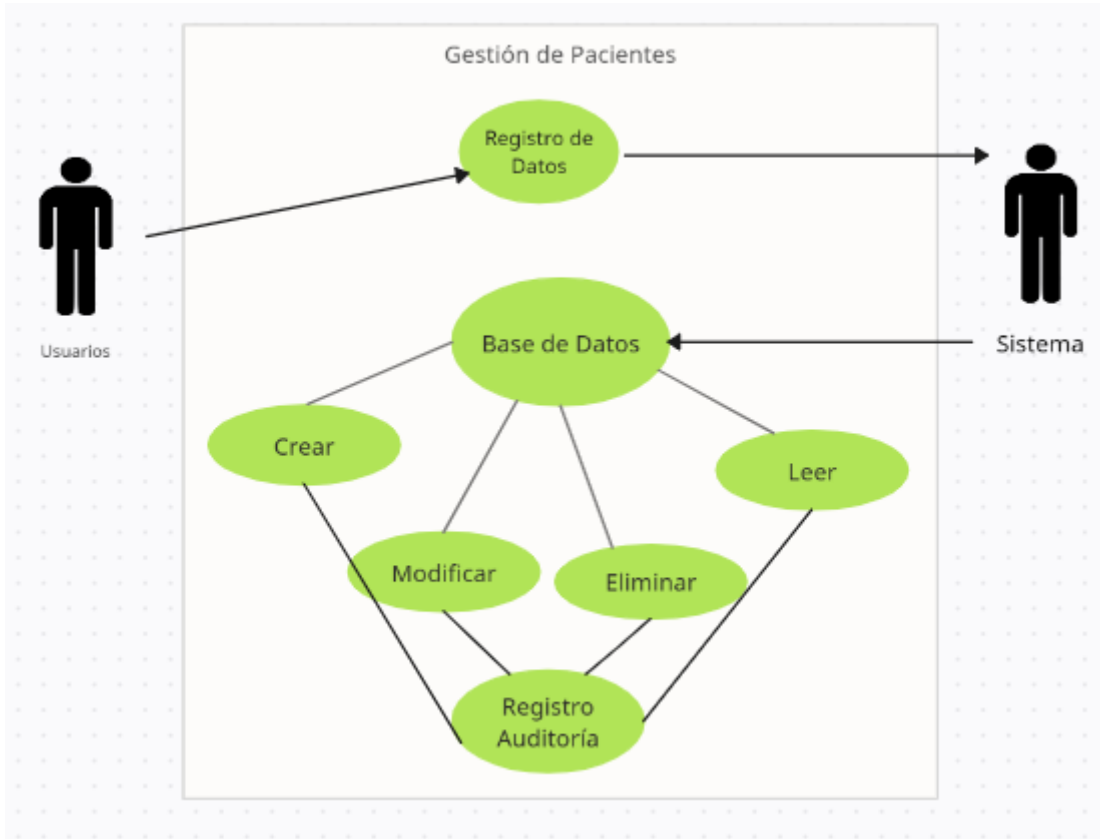 Gestión de Pacientes
Registro de
Datos
Usuarios
Base de Datos
Sistema
Crear
Leer
Modificar
Eliminar
Registro
Auditoría